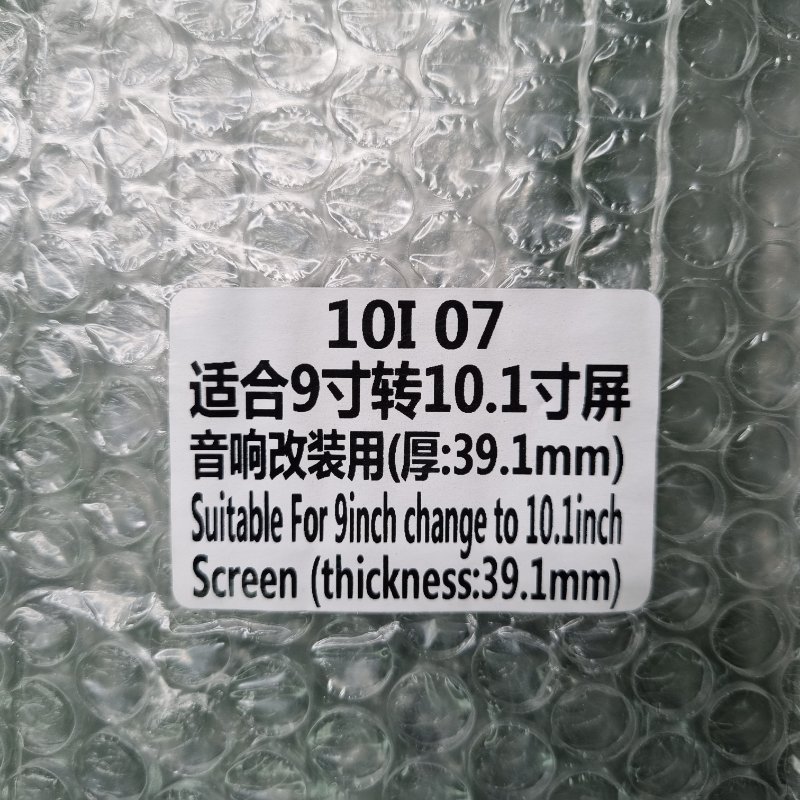 10I 07
适合9寸转10.1寸屏
音响改装用(厚:39.1mm)
Suitable For 9inch change to 10.1inch
Screen (thickness:39.1mm)